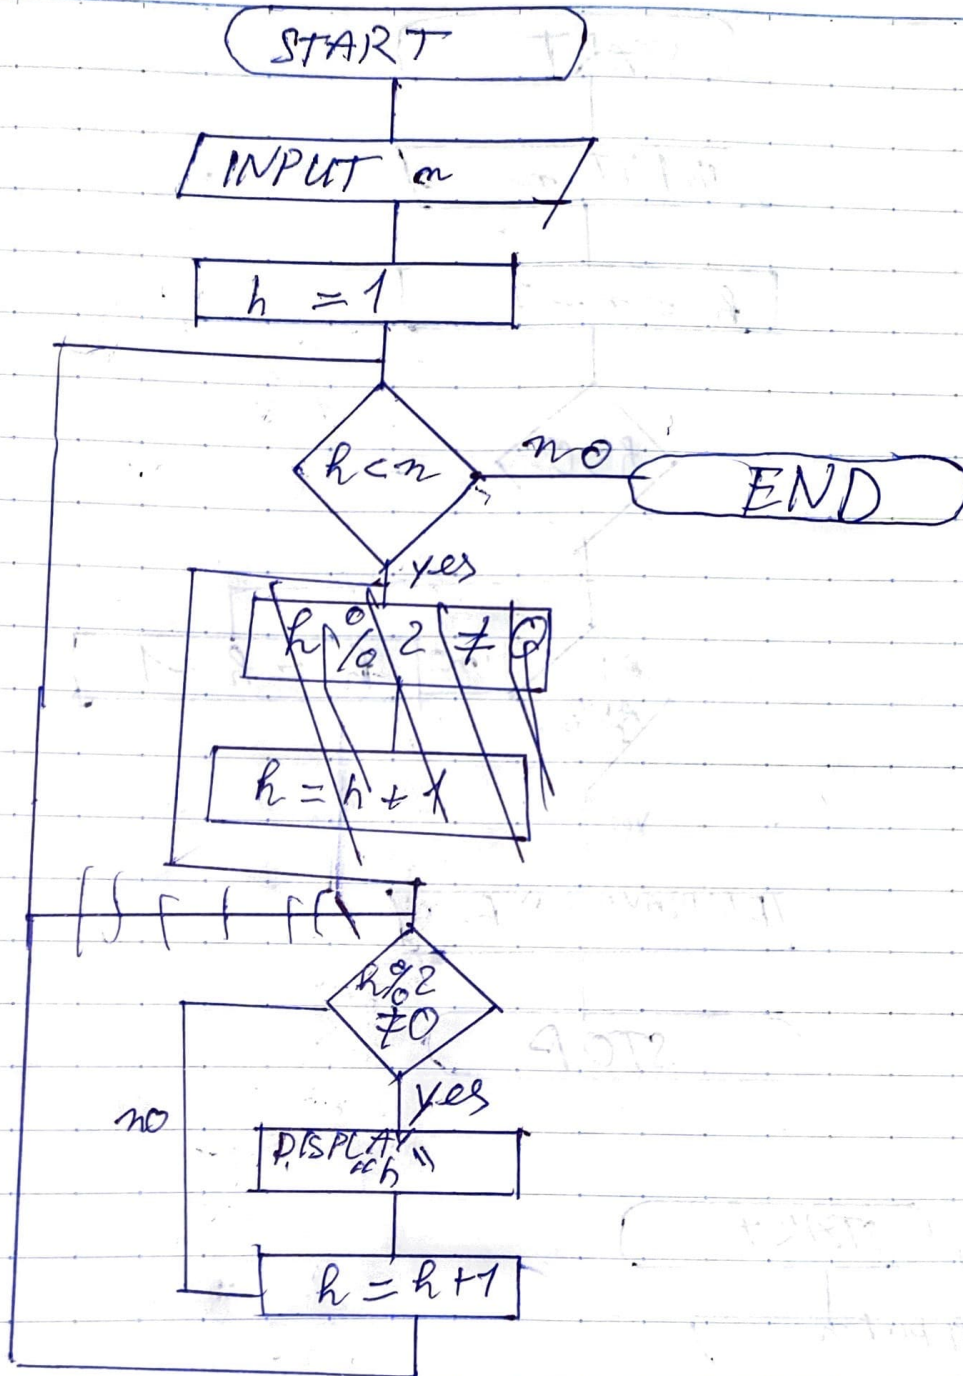 START
INPUT n
h = 1
h < n
no
END
yes
h % 2 ≠ 0
h = h + 1
h % 2
≠ 0
yes
no
DISPLAY
"h"
h = h + 1